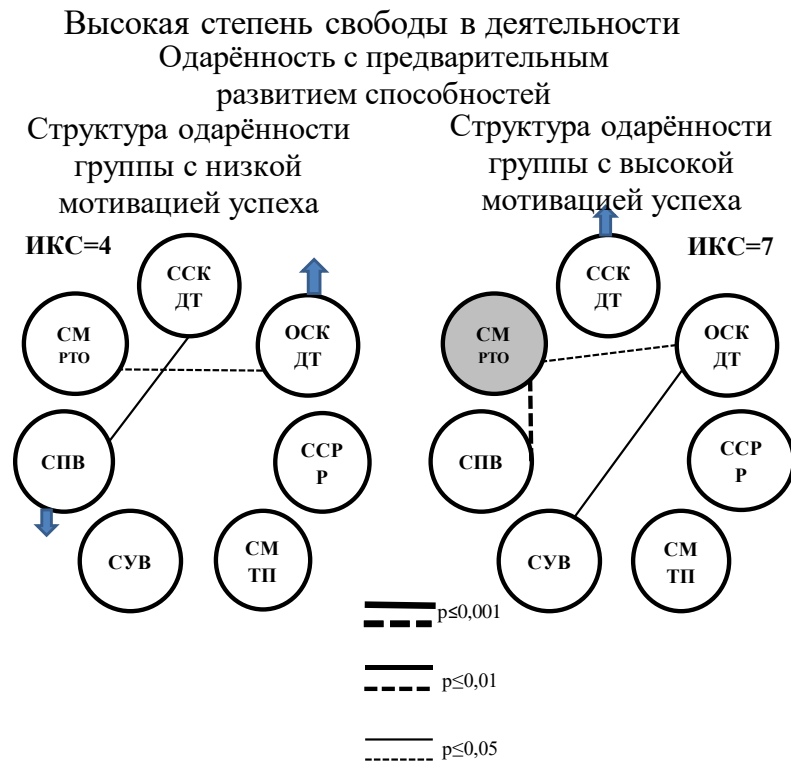 Высокая степень свободы в деятельности
Одарённость с предварительным
развитием способностей
Структура одарённости
группы с низкой
мотивацией успеха
Структура одарённости
группы с высокой
мотивацией успеха
ИКС=4
ССК
ДТ
СМ
РТО
ОСК
ДТ
СПВ
ССР
Р
СУВ
СМ
ТП
ИКС=7
ССК
ДТ
СМ
РТО
ОСК
ДТ
СПВ
ССР
Р
СУВ
СМ
ТП
p≤0,001
p≤0,01
p≤0,05